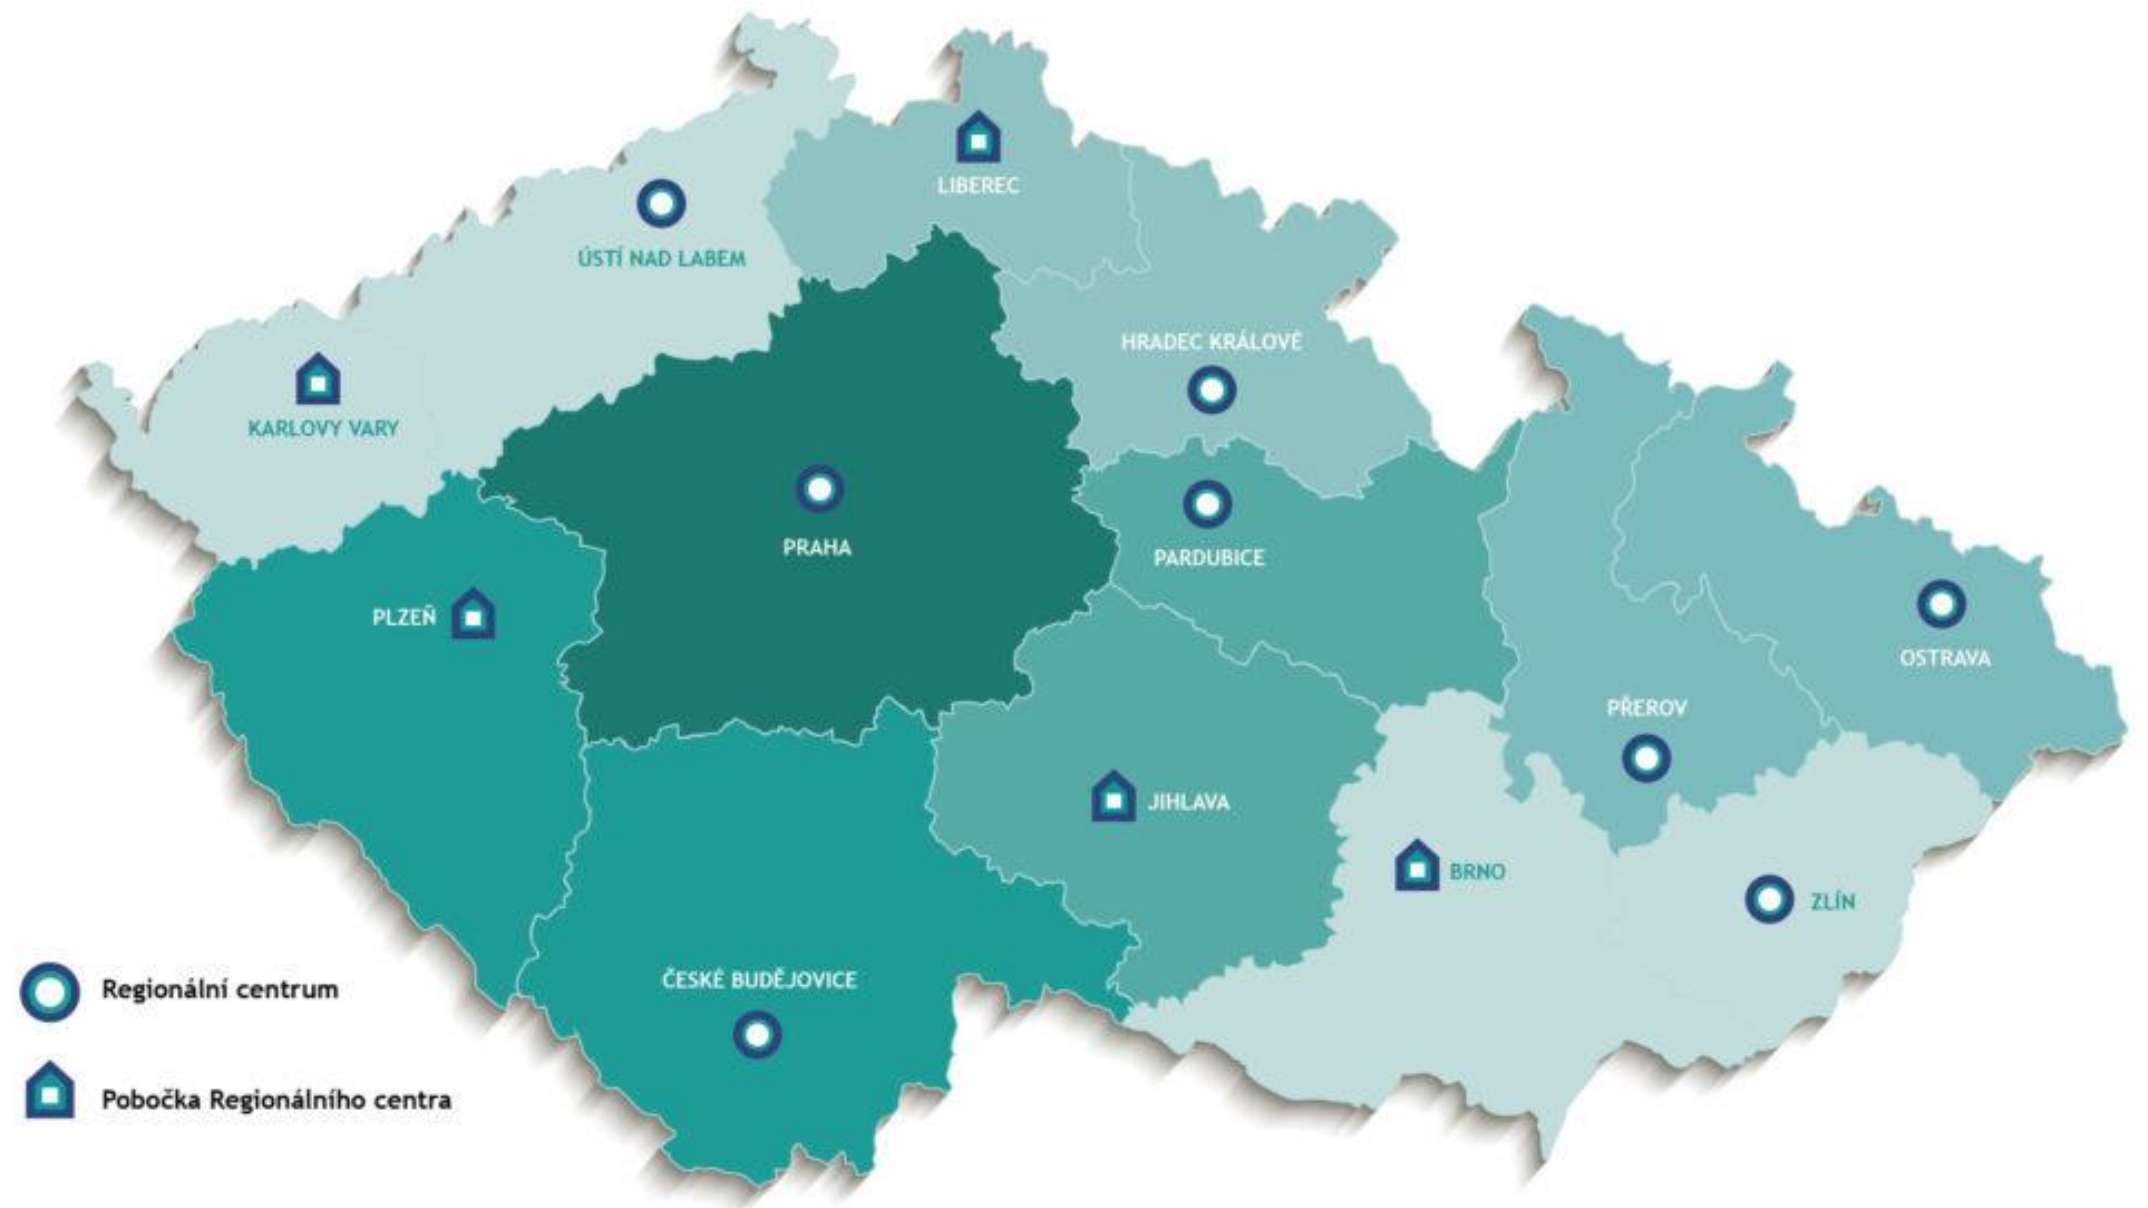 LIBEREC
ÚSTÍ NAD LABEM
HRADEC KRÁLOVÉ
KARLOVY VARY
PRAHA
PARDUBICE
PLZEŇ
OSTRAVA
PŘEROV
JIHLAVA
BRNO
ZLÍN
ČESKÉ BUDĚJOVICE
Regionální centrum
Pobočka Regionálního centra